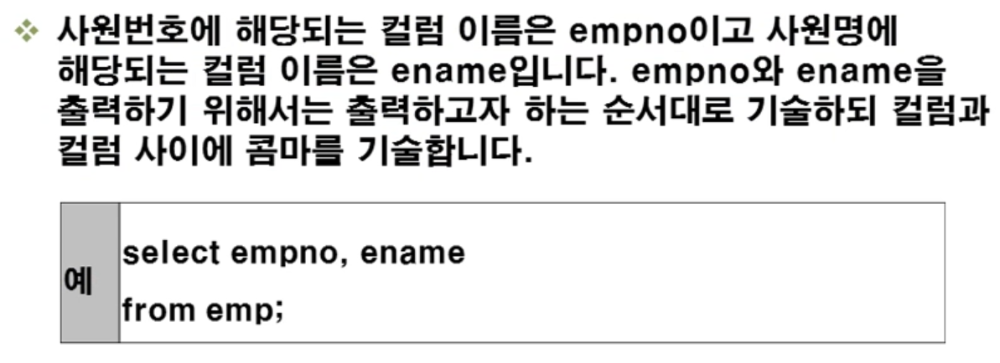 사원번호에 해당되는 컬럼 이름은 empno이고 사원명에
해당되는 컬럼 이름은 ename입니다. empno와 ename을
출력하기 위해서는 출력하고자 하는 순서대로 기술하되 컬럼과
컬럼 사이에 콤마를 기술합니다.
예
select empno, ename
from emp;